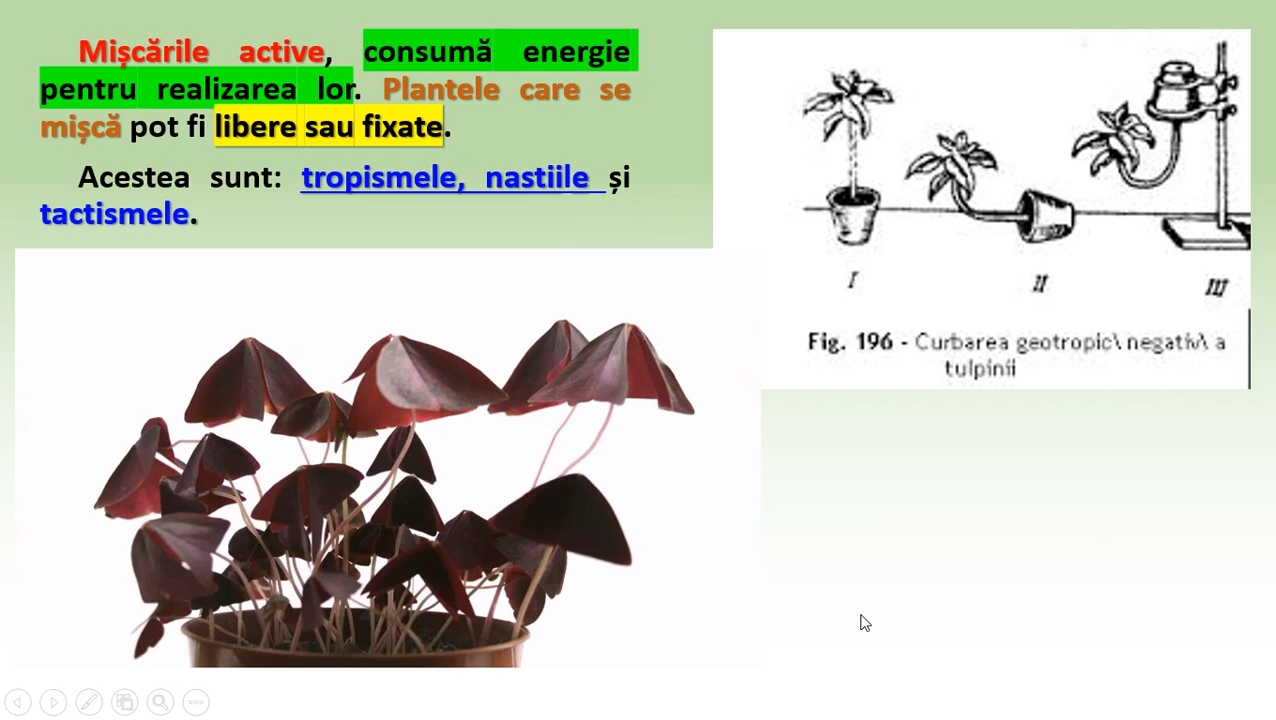 Mișcările active, consumă energie
pentru realizarea lor. Plantele care se
mișcă pot fi libere sau fixate.
Acestea sunt: tropismele, nastiile și
tactismele.
I II III
Fig. 196 - Curbarea geotropic\ negativ\ a
tulpinii